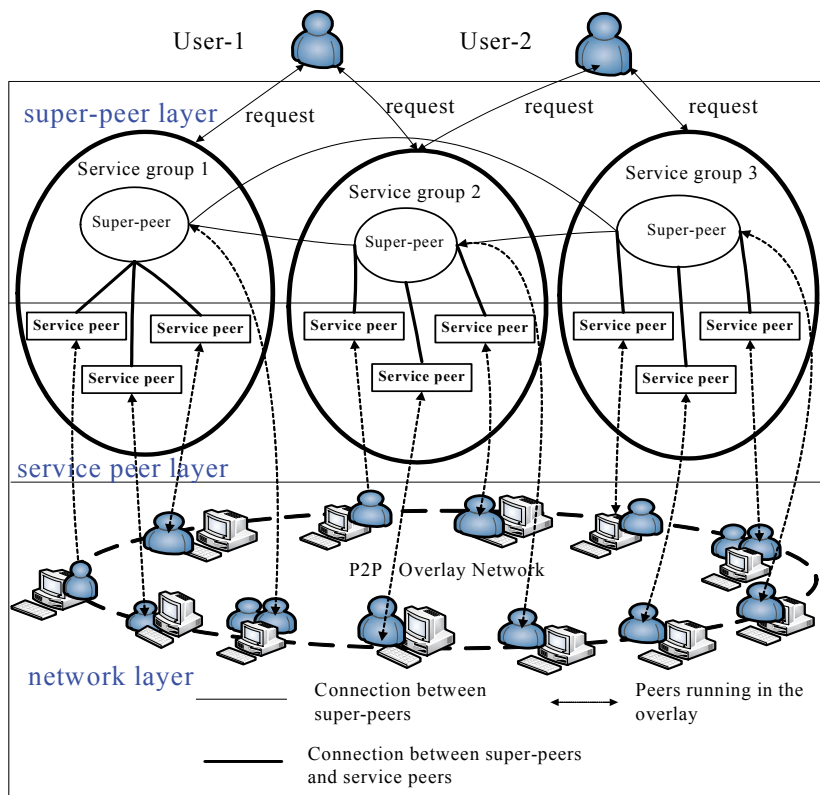 User-1
User-2
super-peer layer
request
request
request
request
Service group 1
Service group 2
Service group 3
Super-peer
Super-peer
Super-peer
Service peer
Service peer
Service peer
Service peer
Service peer
Service peer
Service peer
Service peer
Service peer
service peer layer
P2P Overlay Network
network layer
Connection between
super-peers
Peers running in the
overlay
Connection between super-peers
and service peers